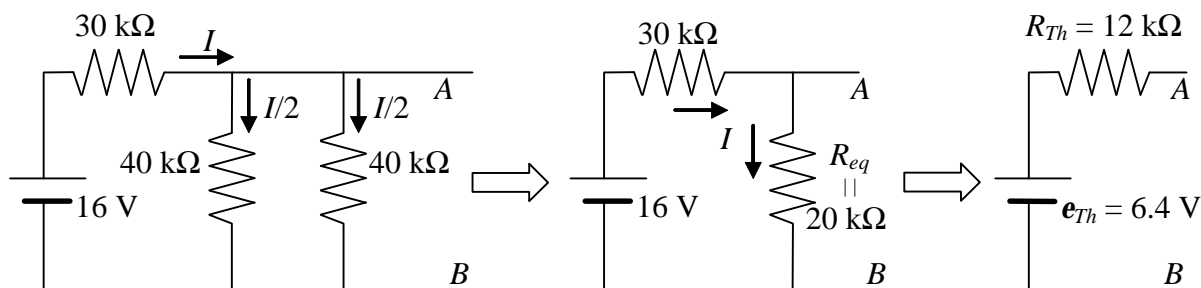 30 kΩ
I
A
I/2
I/2
40 kΩ
40 kΩ
16 V
B
30 kΩ
A
I
R_eq
=
16 V
20 kΩ
B
R_Th = 12 kΩ
A
e_Th = 6.4 V
B